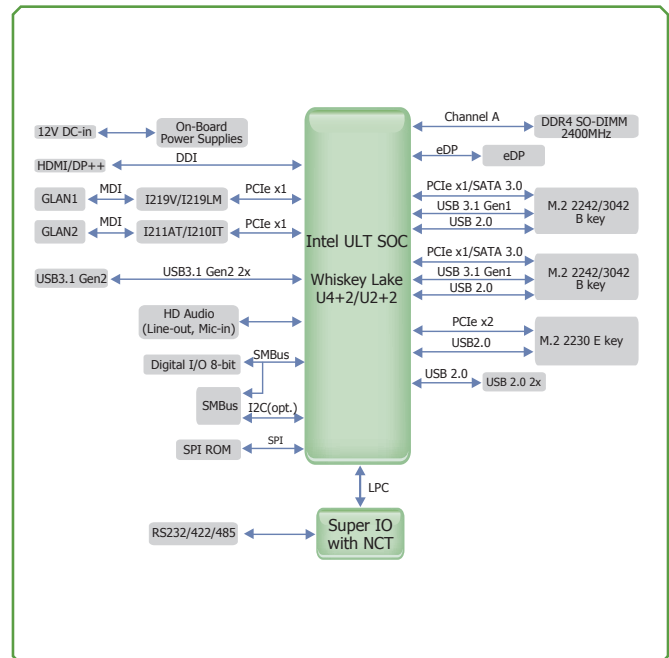 12V DC-in
On-Board
Power Supplies
HDMI/DP++
DDI
GLAN1
MDI
I219V/I219LM
PCIe x1
GLAN2
MDI
I211AT/I210IT
PCIe x1
USB3.1 Gen2
USB3.1 Gen2 2x
HD Audio
(Line-out, Mic-in)
Digital I/O 8-bit
SMBus
SMBus
I2C(opt.)
SPI ROM
SPI
Intel ULT SOC
Whiskey Lake
U4+2/U2+2
Channel A
DDR4 SO-DIMM
2400MHz
eDP
eDP
PCIe x1/SATA 3.0
USB 3.1 Gen1
USB 2.0
M.2 2242/3042
B key
PCIe x1/SATA 3.0
USB 3.1 Gen1
USB 2.0
M.2 2242/3042
B key
PCIe x2
USB2.0
M.2 2230 E key
USB 2.0
USB 2.0 2x
LPC
RS232/422/485
Super IO
with NCT